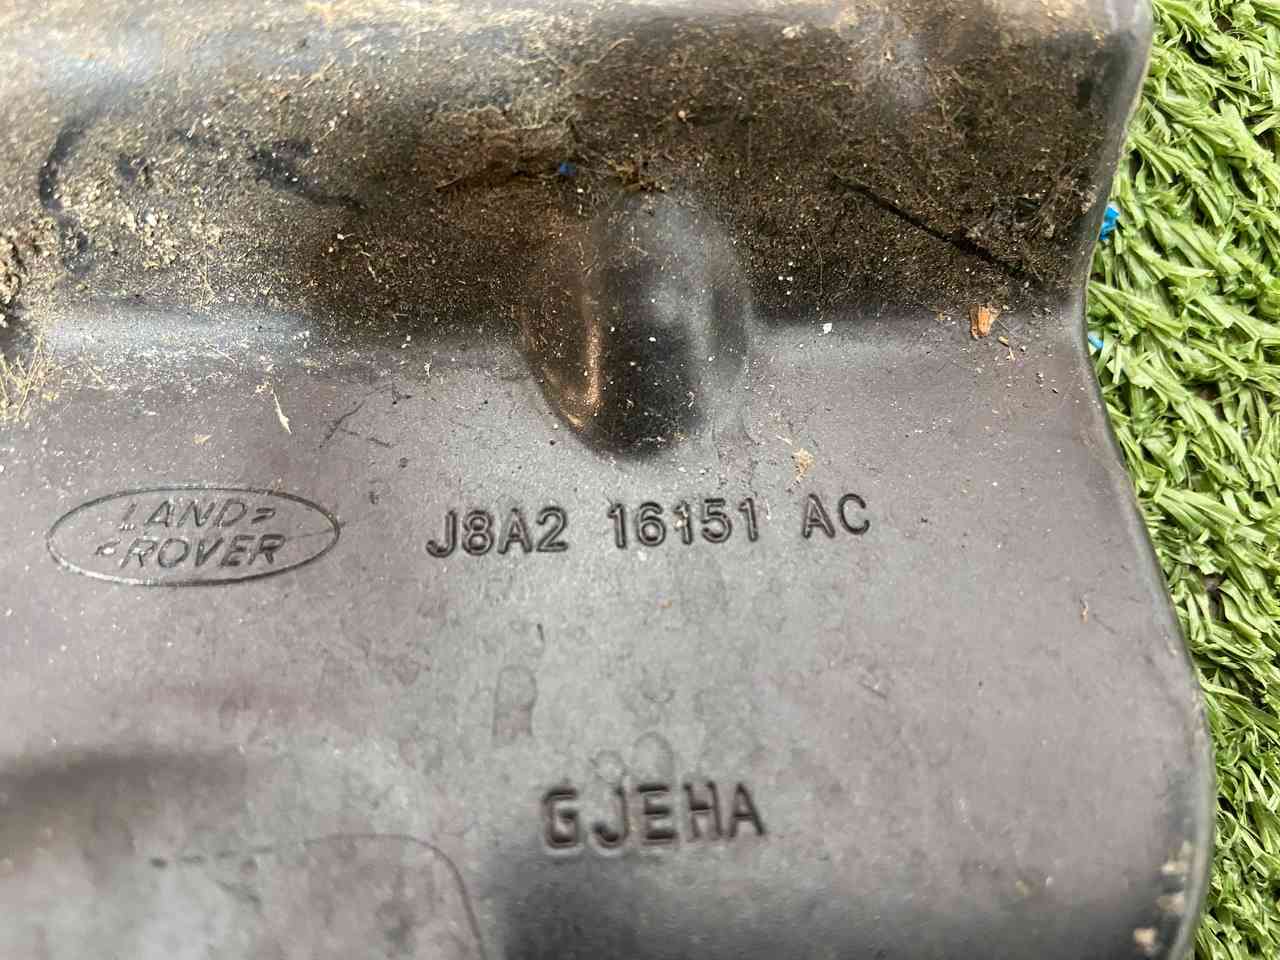 LAND
ROVER
J8A2 16151 AC
GJEHA